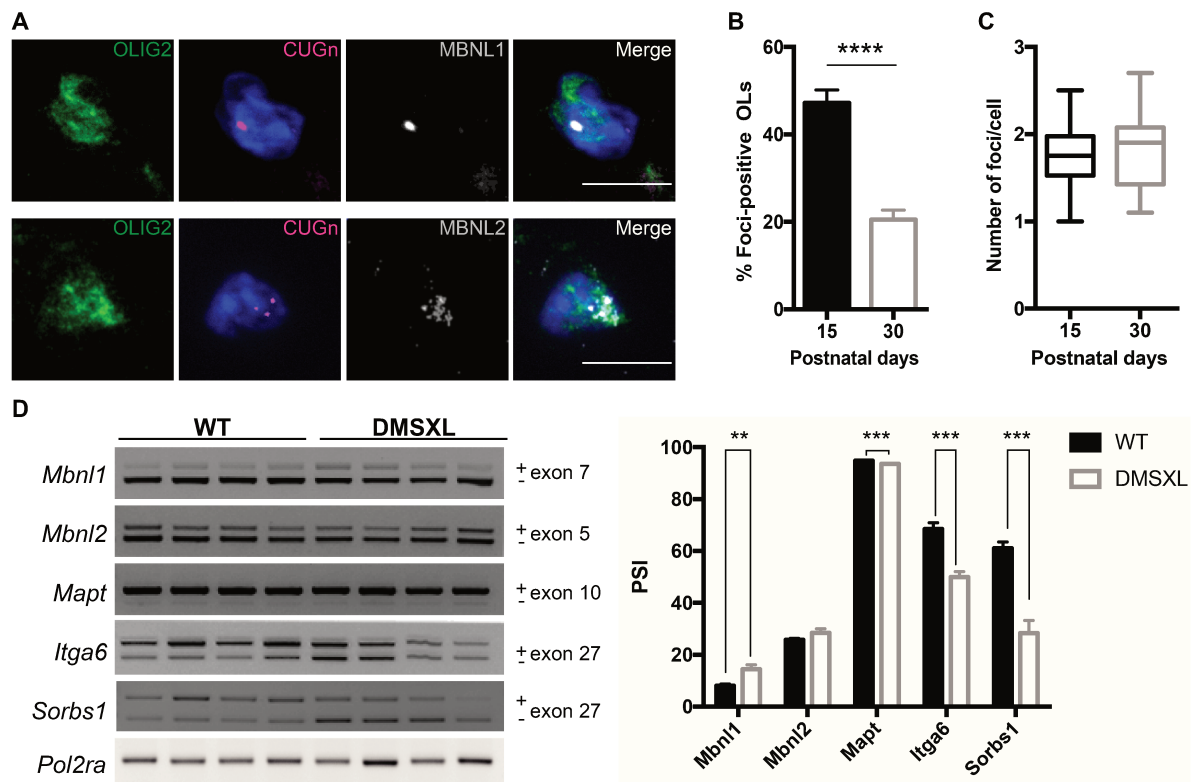 A
OLIG2 CUGn MBNL1 Merge
OLIG2 CUGn MBNL2 Merge
B
% Foci-positive OLs
60
40
20
0
****
15 30
Postnatal days
C
Number of foci/cell
3
2
1
0
15 30
Postnatal days
D
WT DMSXL
Mbnl1 + - exon 7
Mbnl2 + - exon 5
Mapt + - exon 10
Itga6 + - exon 27
Sorbs1 + - exon 27
Pol2ra
PSI
100
80
60
40
20
0
** *** *** ***
WT
DMSXL
Mbnl1 Mbnl2 Mapt Itga6 Sorbs1